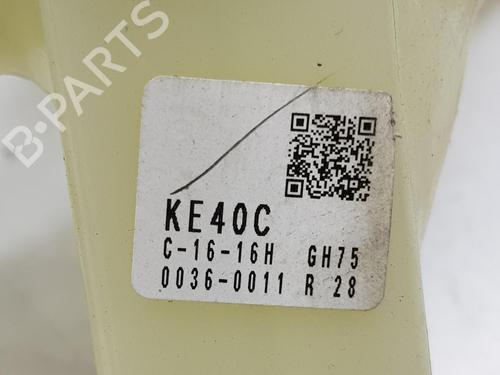 B-PARTS
KE40C
C-16-16H GH75
0036-0011 R 28